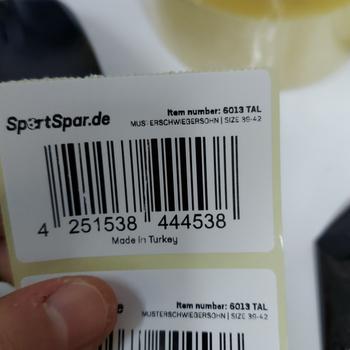 SportSpar.de
Item number: 6013 TAL
MUSTERSCHWIEGERSOHN | SIZE 39-42
4 251538 444538
Made in Turkey
Item number: 6013 TAL
MUSTERSCHWIEGERSOHN | SIZE 39-42